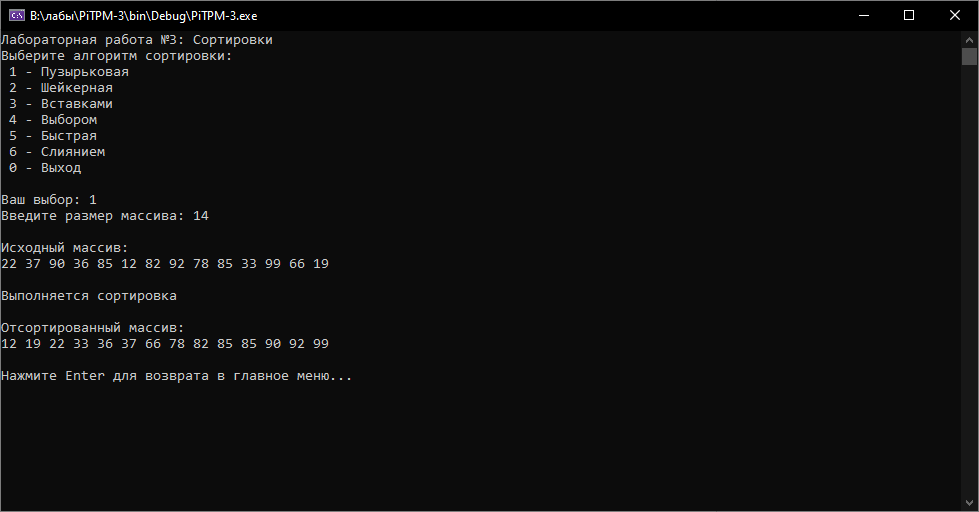 B:\лабы\PiTPM-3\bin\Debug\PiTPM-3.exe
Лабораторная работа №3: Сортировки
Выберите алгоритм сортировки:
1 - Пузырьковая
2 - Шейкерная
3 - Вставками
4 - Выбором
5 - Быстрая
6 - Слиянием
0 - Выход
Ваш выбор: 1
Введите размер массива: 14
Исходный массив:
22 37 90 36 85 12 82 92 78 85 33 99 66 19
Выполняется сортировка
Отсортированный массив:
12 19 22 33 36 37 66 78 82 85 85 90 92 99
Нажмите Enter для возврата в главное меню...